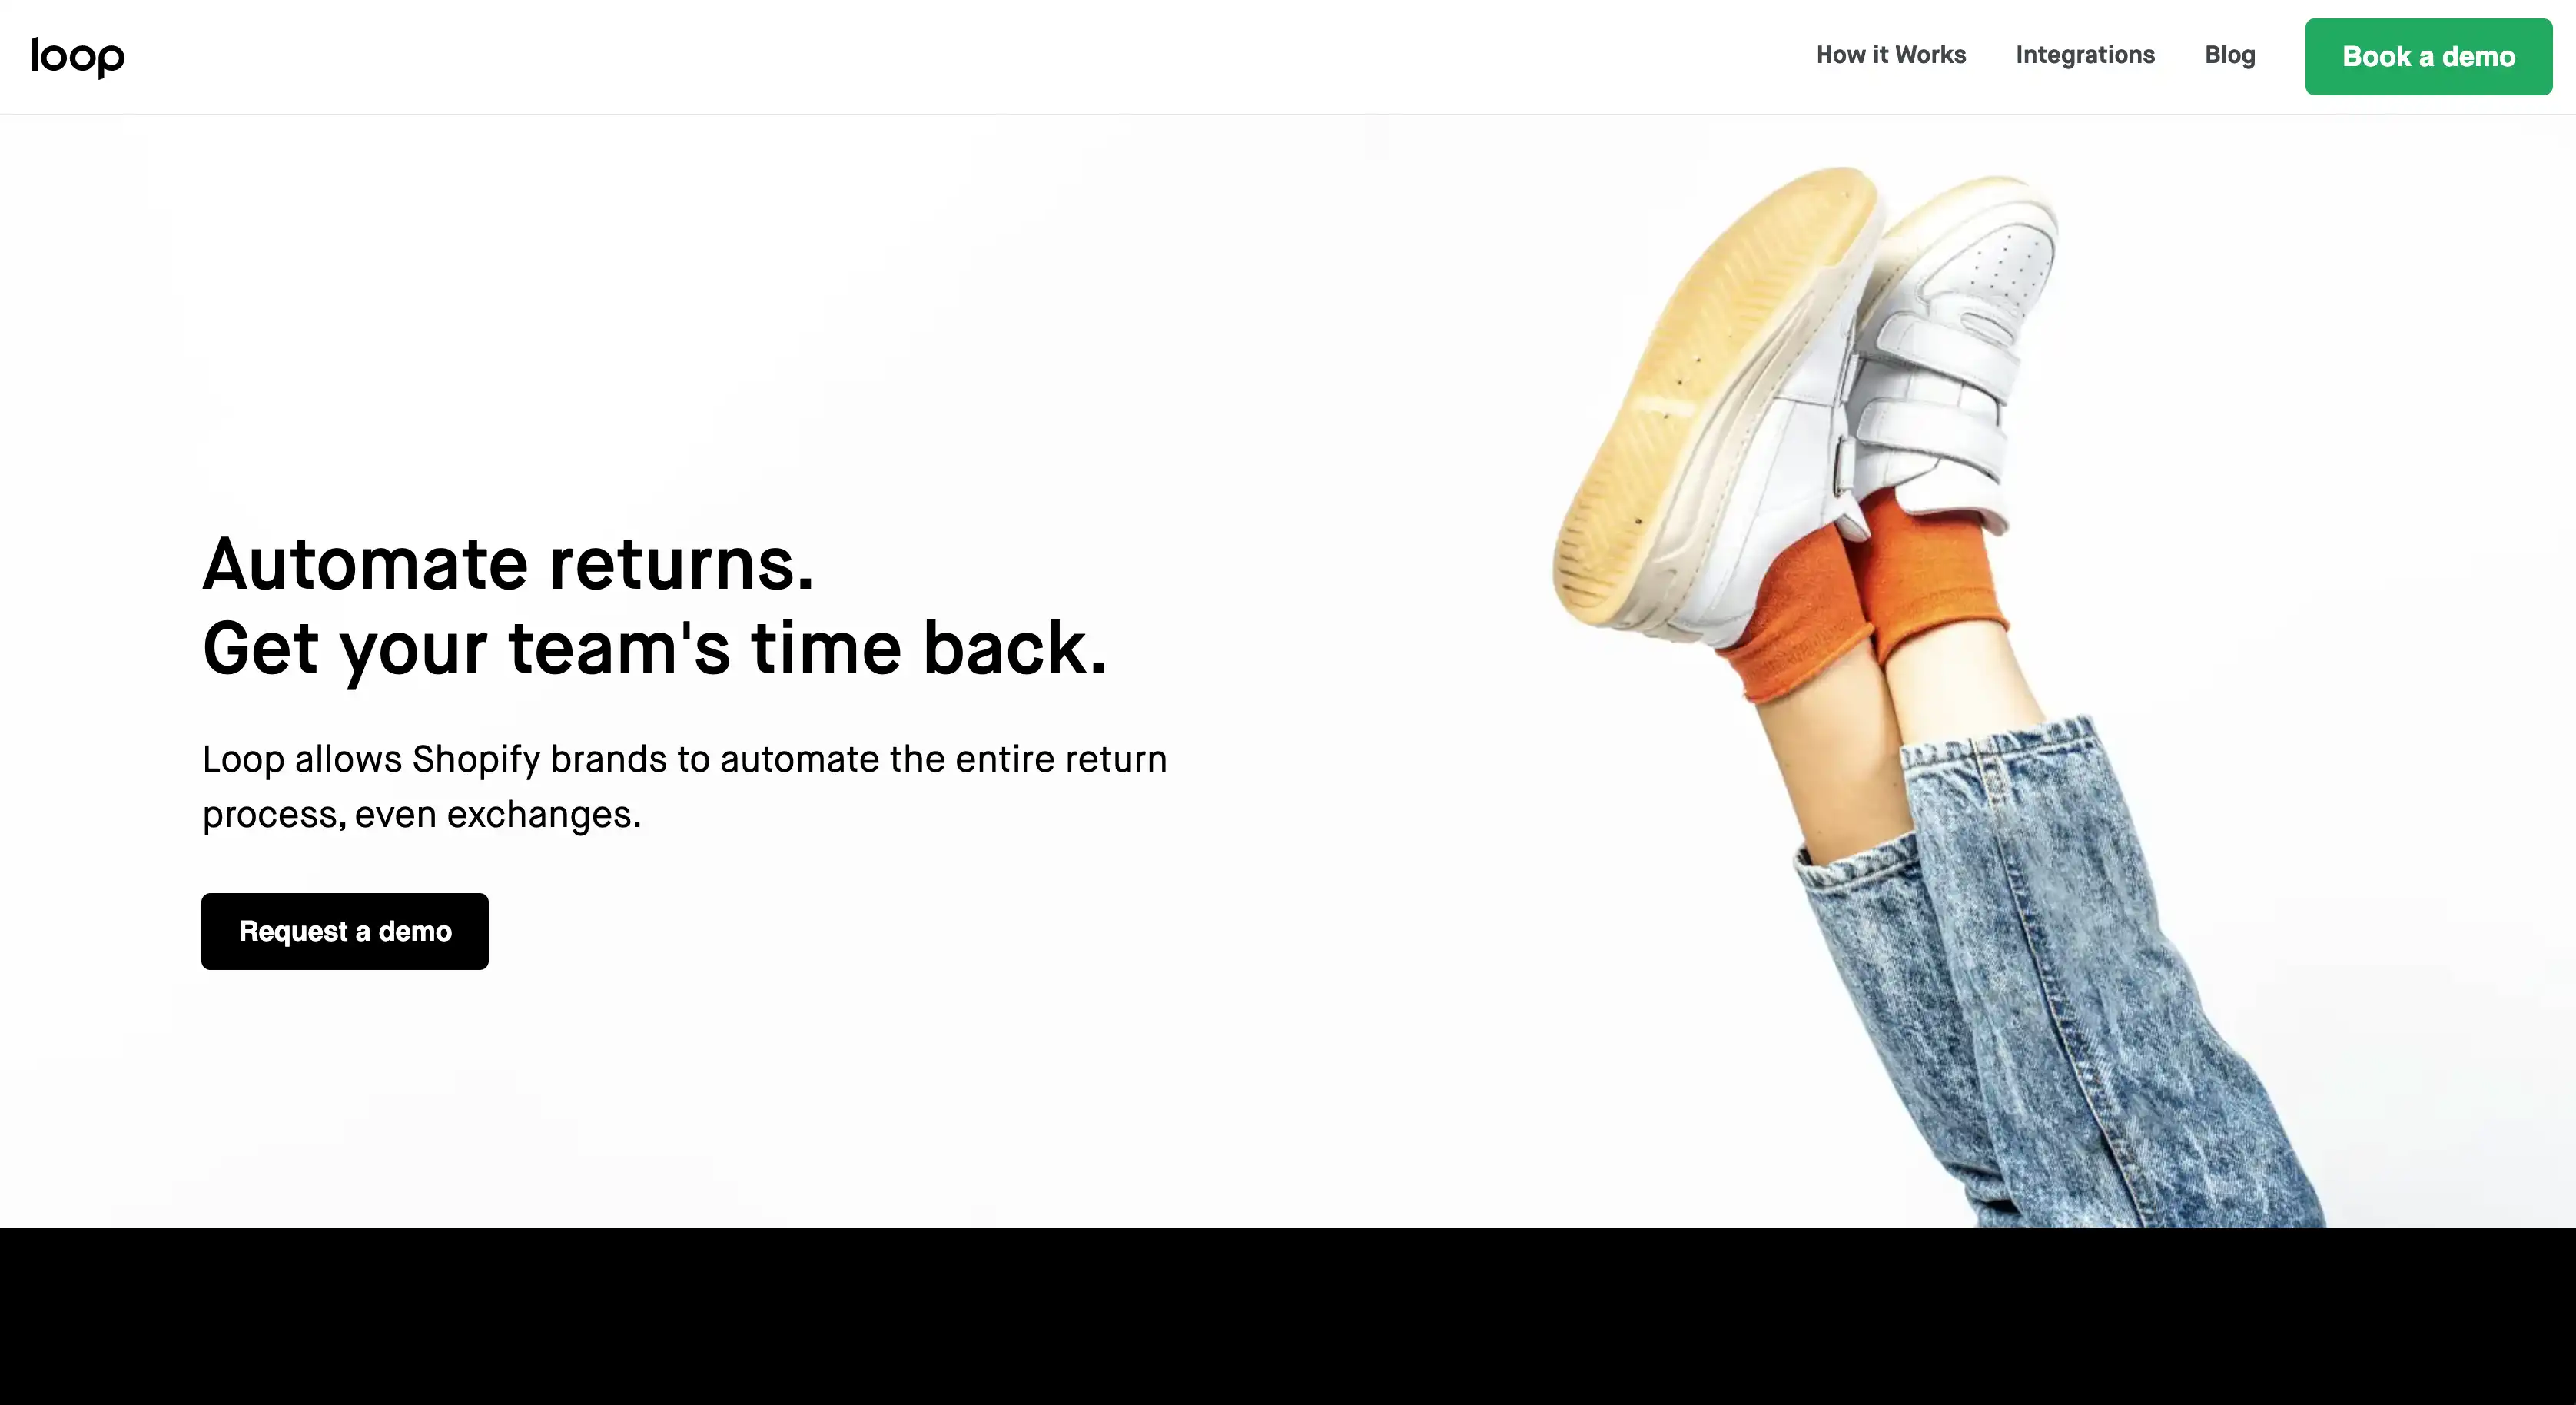 loop
How it Works
Integrations
Blog
Book a demo
Automate returns.
Get your team's time back.
Loop allows Shopify brands to automate the entire return
process, even exchanges.
Request a demo